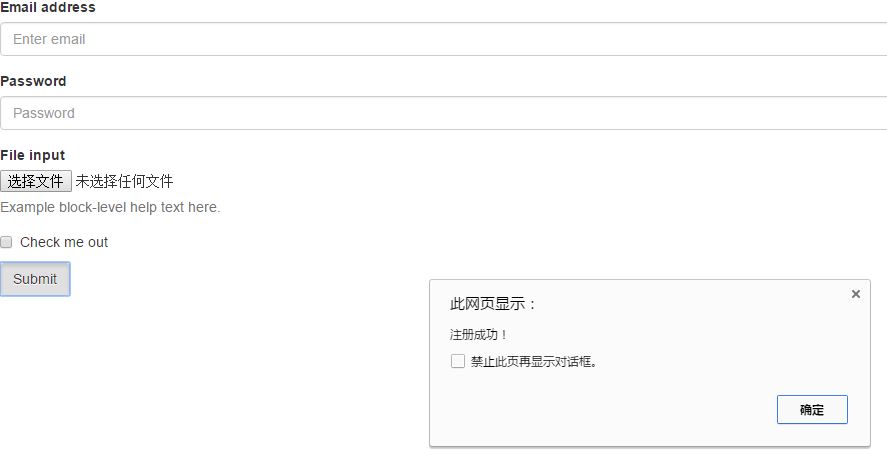 Email address
Enter email
Password
Password
File input
选择文件 未选择任何文件
Example block-level help text here.
Check me out
Submit
此网页显示：
×
注册成功！
禁止此页再显示对话框。
确定